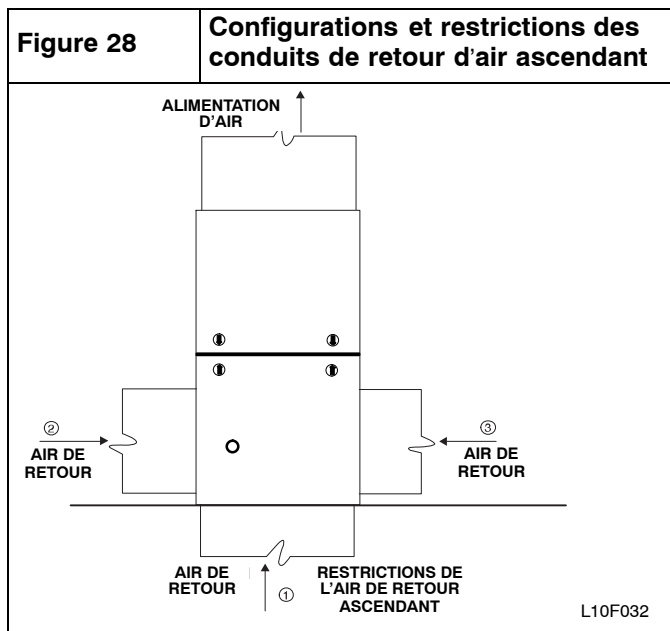 Figure 28
Configurations et restrictions des
conduits de retour d'air ascendant
ALIMENTATION
D'AIR
②
AIR DE
RETOUR
③
AIR DE
RETOUR
AIR DE
RETOUR
①
RESTRICTIONS DE
L'AIR DE RETOUR
ASCENDANT
L10F032